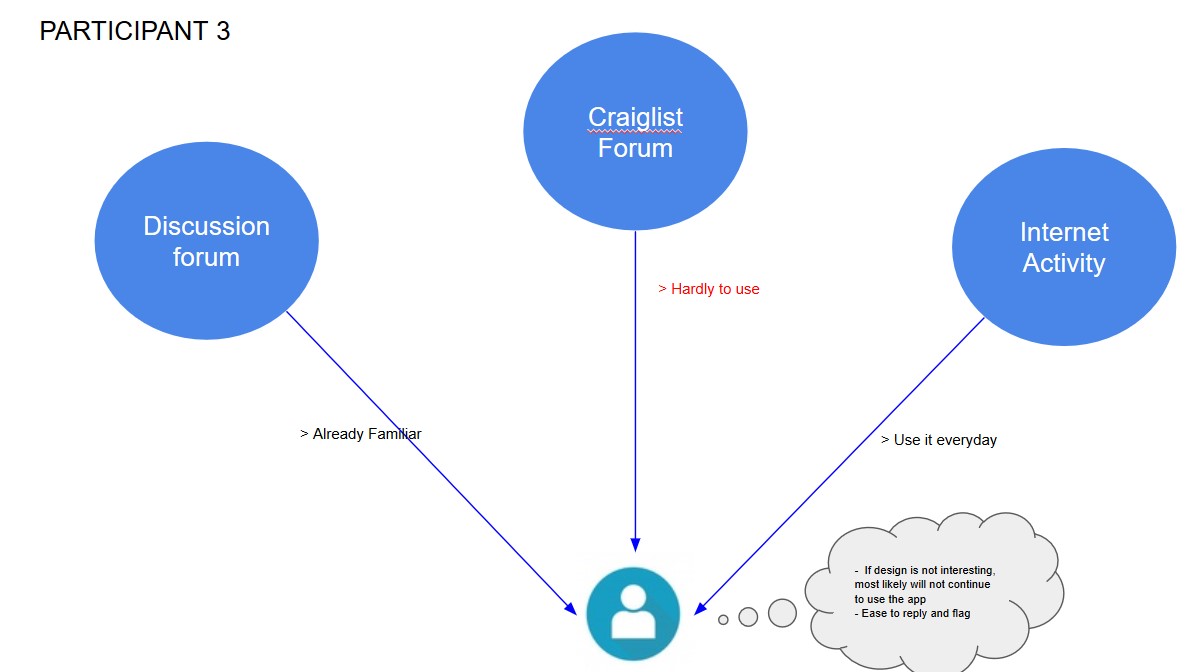 PARTICIPANT 3
Craiglist
Forum
Discussion
forum
Internet
Activity
> Hardly to use
> Already Familiar
> Use it everyday
- If design is not interesting,
most likely will not continue
to use the app
- Ease to reply and flag